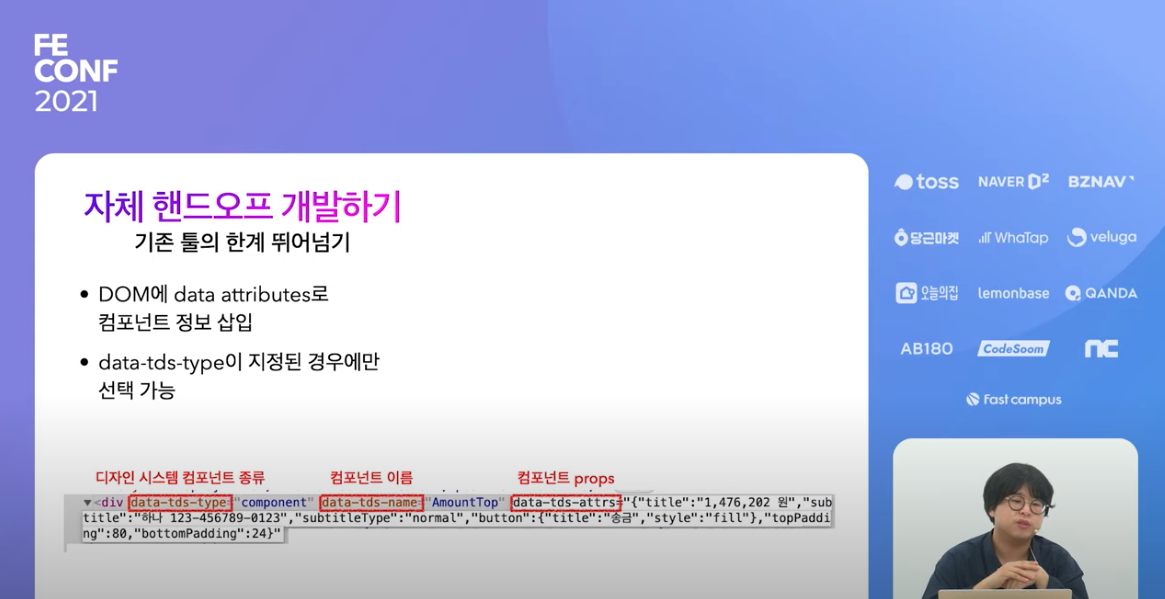 FE
CONF
2021
자체 핸드오프 개발하기
기존 툴의 한계 뛰어넘기
• DOM에 data attributes로
컴포넌트 정보 삽입
• data-tds-type이 지정된 경우에만
선택 가능
디자인 시스템 컴포넌트 종류 컴포넌트 이름 컴포넌트 props
▼<div data-tds-type="component" data-tds-name="AmountTop" data-tds-attrs="{"title":"1,476,202 원","sub
title":"하나 123-456789-0123","subtitleType":"normal","button":{"title":"송금","style":"fill"},"topPaddi
ng":80,"bottomPadding":24}"
toss NAVER D2 BZNAV
당근마켓 WhaTap veluga
오늘의집 lemonbase QANDA
AB180 CodeSoom nc
Fast campus